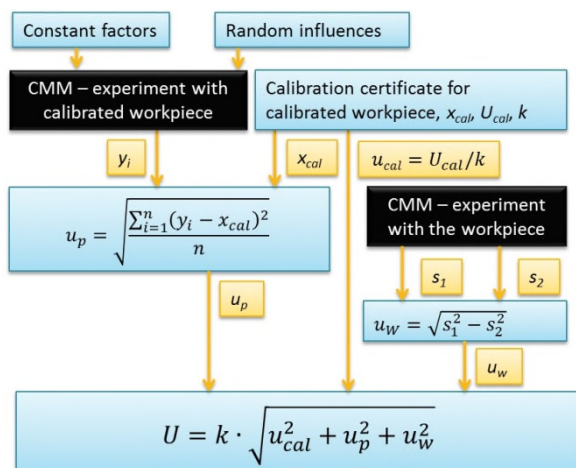 Constant factors
Random influences
CMM – experiment with
calibrated workpiece
Calibration certificate for
calibrated workpiece, x_cal, U_cal, k
y_i
x_cal
u_cal = U_cal/k
u_p = √(∑_{i=1}^{n}(y_i − x_cal)²/n)
CMM – experiment
with the workpiece
s_1
s_2
u_p
u_W = √(s_1² − s_2²)
u_w
U = k · √(u_cal² + u_p² + u_w²)